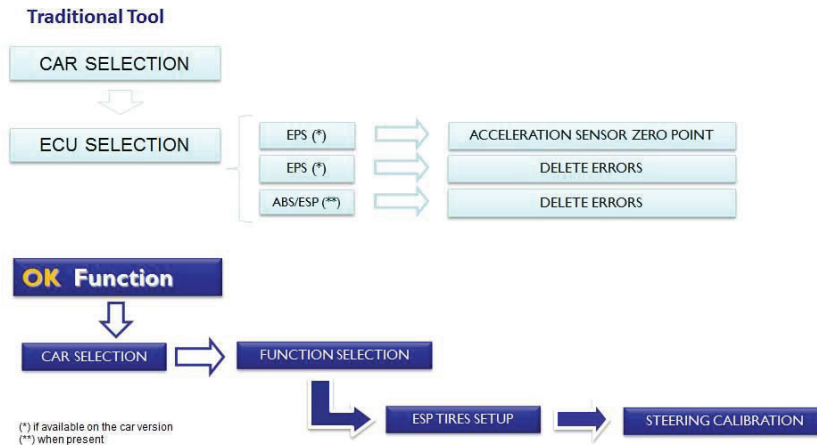 Traditional Tool
CAR SELECTION
ECU SELECTION
EPS (*)
ACCELERATION SENSOR ZERO POINT
EPS (*)
DELETE ERRORS
ABS/ESP (**)
DELETE ERRORS
OK Function
CAR SELECTION
FUNCTION SELECTION
ESP TIRES SETUP
STEERING CALIBRATION
(*) if available on the car version
(**) when present